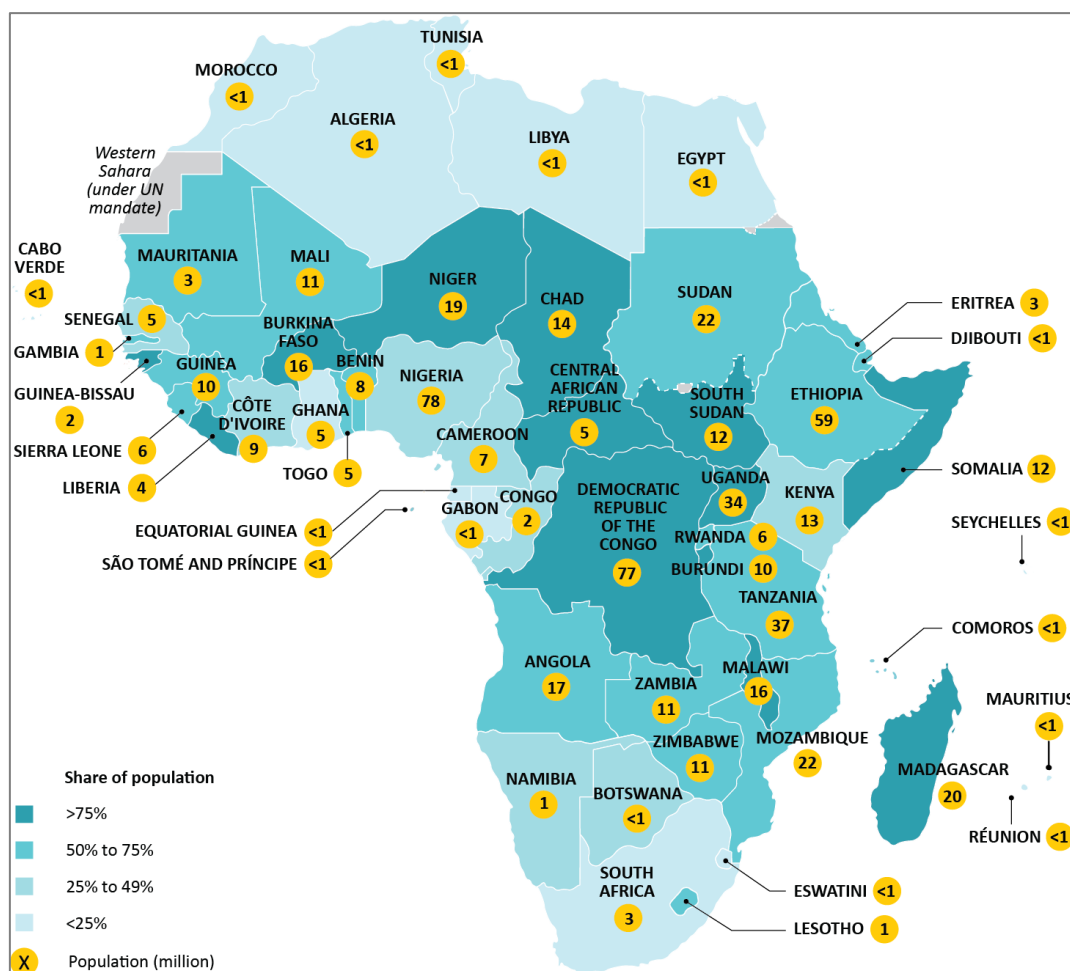 TUNISIA
<1
MOROCCO
<1
ALGERIA
<1
LIBYA
<1
EGYPT
<1
Western
Sahara
(under UN
mandate)
CABO
VERDE
<1
MAURITANIA
3
MALI
11
NIGER
19
CHAD
14
SUDAN
22
ERITREA 3
DJIBOUTI <1
SENEGAL 5
GAMBIA 1
GUINEA-BISSAU
2
GUINEA
10
BURKINA
FASO
16
BENIN
8
NIGERIA
78
CENTRAL
AFRICAN
REPUBLIC
5
SOUTH
SUDAN
12
ETHIOPIA
59
SIERRA LEONE 6
LIBERIA 4
CÔTE
D'IVOIRE
9
GHANA
5
TOGO 5
CAMEROON
7
SOMALIA 12
EQUATORIAL GUINEA <1
SÃO TOMÉ AND PRÍNCIPE <1
GABON
<1
CONGO
2
DEMOCRATIC
REPUBLIC
OF THE
CONGO
77
UGANDA
34
KENYA
13
SEYCHELLES <1
RWANDA 6
BURUNDI 10
TANZANIA
37
COMOROS <1
ANGOLA
17
ZAMBIA
11
MALAWI
16
MOZAMBIQUE
22
MAURITIUS
<1
ZIMBABWE
11
MADAGASCAR
20
RÉUNION <1
NAMIBIA
1
BOTSWANA
<1
SOUTH
AFRICA
3
ESWATINI <1
LESOTHO 1
Share of population
>75%
50% to 75%
25% to 49%
<25%
X Population (million)